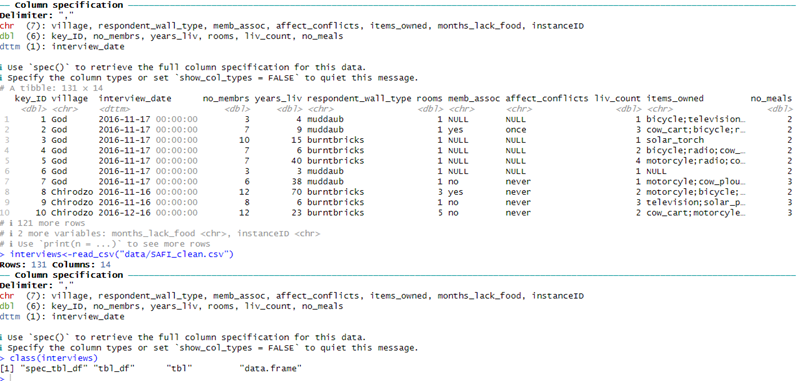 — Column specification —
Delimiter: ","
chr  (7): village, respondent_wall_type, memb_assoc, affect_conflicts, items_owned, months_lack_food, instanceID
dbl  (6): key_ID, no_membrs, years_liv, rooms, liv_count, no_meals
dttm (1): interview_date
ℹ Use `spec()` to retrieve the full column specification for this data.
ℹ Specify the column types or set `show_col_types = FALSE` to quiet this message.
# A tibble: 131 × 14
key_ID village interview_date no_membrs years_liv respondent_wall_type rooms memb_assoc affect_conflicts liv_count items_owned no_meals
<dbl> <chr> <dttm> <dbl> <dbl> <chr> <dbl> <chr> <chr> <dbl> <chr> <dbl>
1 1 God 2016-11-17 00:00:00 3 4 muddaub 1 NULL NULL 1 bicycle;television… 2
2 2 God 2016-11-17 00:00:00 7 9 muddaub 1 yes once 3 cow_cart;bicycle;r… 2
3 3 God 2016-11-17 00:00:00 10 15 burntbricks 1 NULL NULL 1 solar_torch 2
4 4 God 2016-11-17 00:00:00 7 6 burntbricks 1 NULL NULL 2 bicycle;radio;cow_… 2
5 5 God 2016-11-17 00:00:00 7 40 burntbricks 1 NULL NULL 4 motorcyle;radio;co… 2
6 6 God 2016-11-17 00:00:00 3 3 muddaub 1 NULL NULL 1 NULL 2
7 7 God 2016-11-17 00:00:00 6 38 muddaub 1 no never 1 motorcyle;cow_plou… 3
8 8 Chirodzo 2016-11-16 00:00:00 12 70 burntbricks 3 yes never 2 motorcyle;bicycle;… 2
9 9 Chirodzo 2016-11-16 00:00:00 8 6 burntbricks 1 no never 3 television;solar_p… 3
10 10 Chirodzo 2016-12-16 00:00:00 12 23 burntbricks 5 no never 2 cow_cart;motorcyle… 3
# ℹ 121 more rows
# ℹ 2 more variables: months_lack_food <chr>, instanceID <chr>
# ℹ Use `print(n = ...)` to see more rows
> interviews<-read_csv("data/SAFI_clean.csv")
Rows: 131 Columns: 14
— Column specification —
Delimiter: ","
chr  (7): village, respondent_wall_type, memb_assoc, affect_conflicts, items_owned, months_lack_food, instanceID
dbl  (6): key_ID, no_membrs, years_liv, rooms, liv_count, no_meals
dttm (1): interview_date
ℹ Use `spec()` to retrieve the full column specification for this data.
ℹ Specify the column types or set `show_col_types = FALSE` to quiet this message.
> class(interviews)
[1] "spec_tbl_df" "tbl_df" "tbl" "data.frame"
>